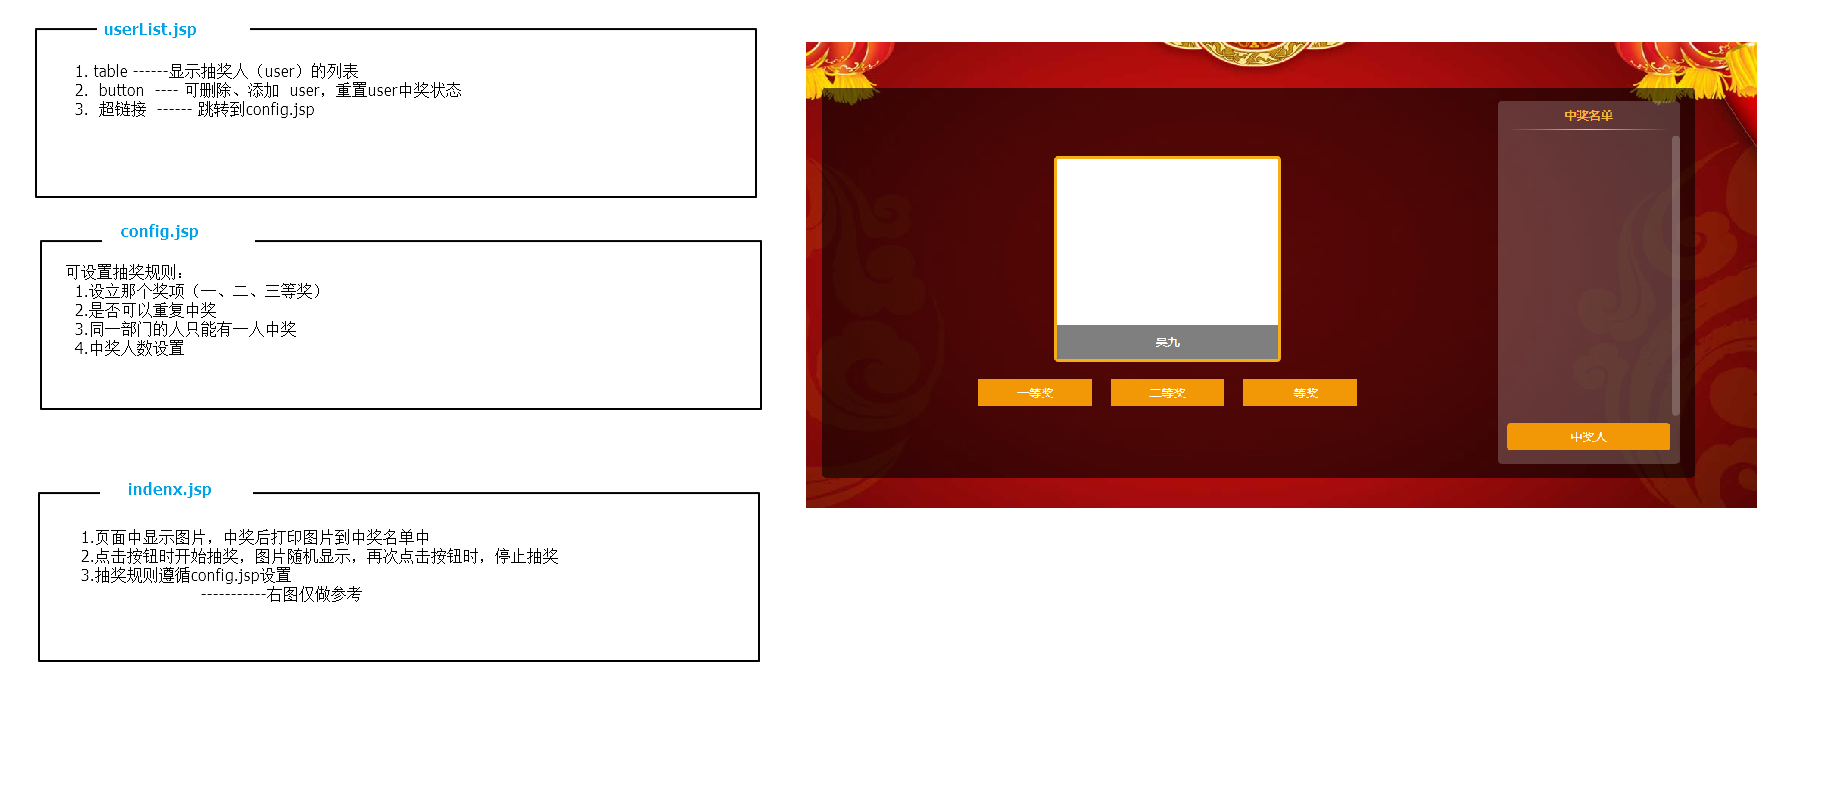 userList.jsp
1. table ------显示抽奖人（user）的列表
2. button ---- 可删除、添加 user，重置user中奖状态
3. 超链接 ------ 跳转到config.jsp
config.jsp
可设置抽奖规则：
1.设立那个奖项（一、二、三等奖）
2.是否可以重复中奖
3.同一部门的人只能有一人中奖
4.中奖人数设置
indenx.jsp
1.页面中显示图片，中奖后打印图片到中奖名单中
2.点击按钮时开始抽奖，图片随机显示，再次点击按钮时，停止抽奖
3.抽奖规则遵循config.jsp设置
-----------右图仅做参考
中奖名单
吴九
一等奖 二等奖 等奖
中奖人